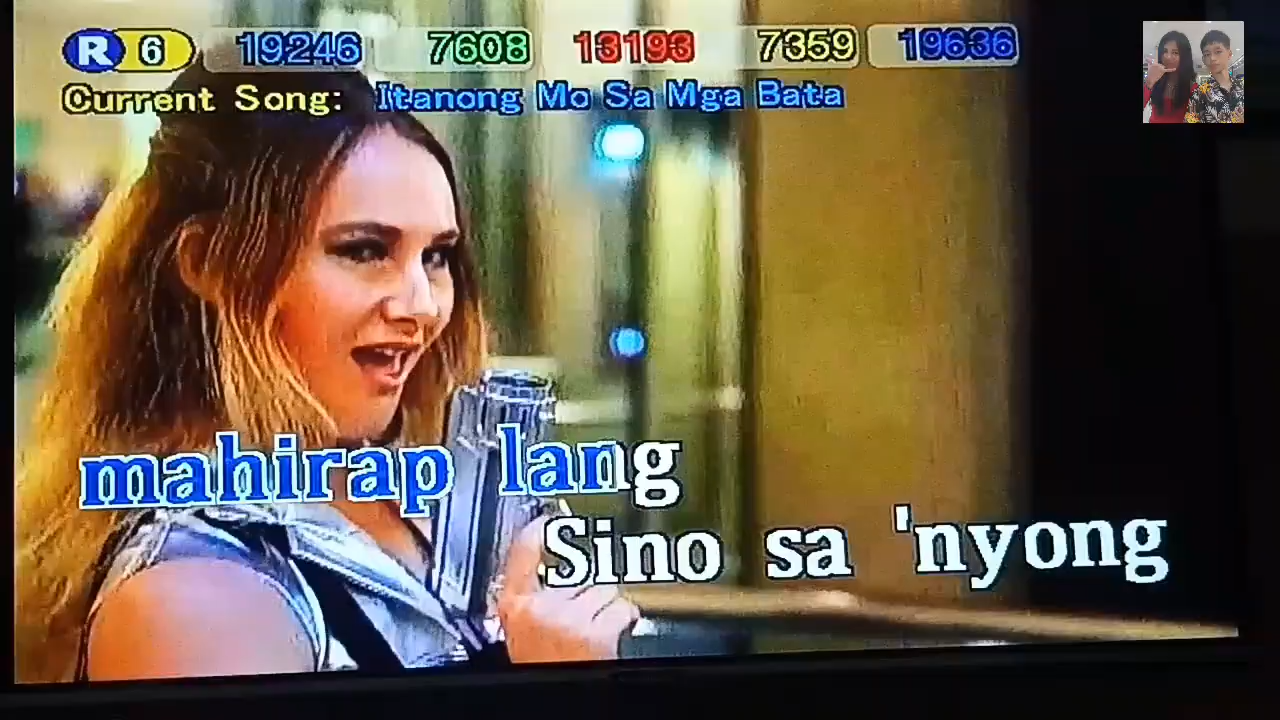 R 6 19246 7608 13193 7359 19636
Current Song: Itanong Mo Sa Mga Bata
mahirap lang
Sino sa 'nyong